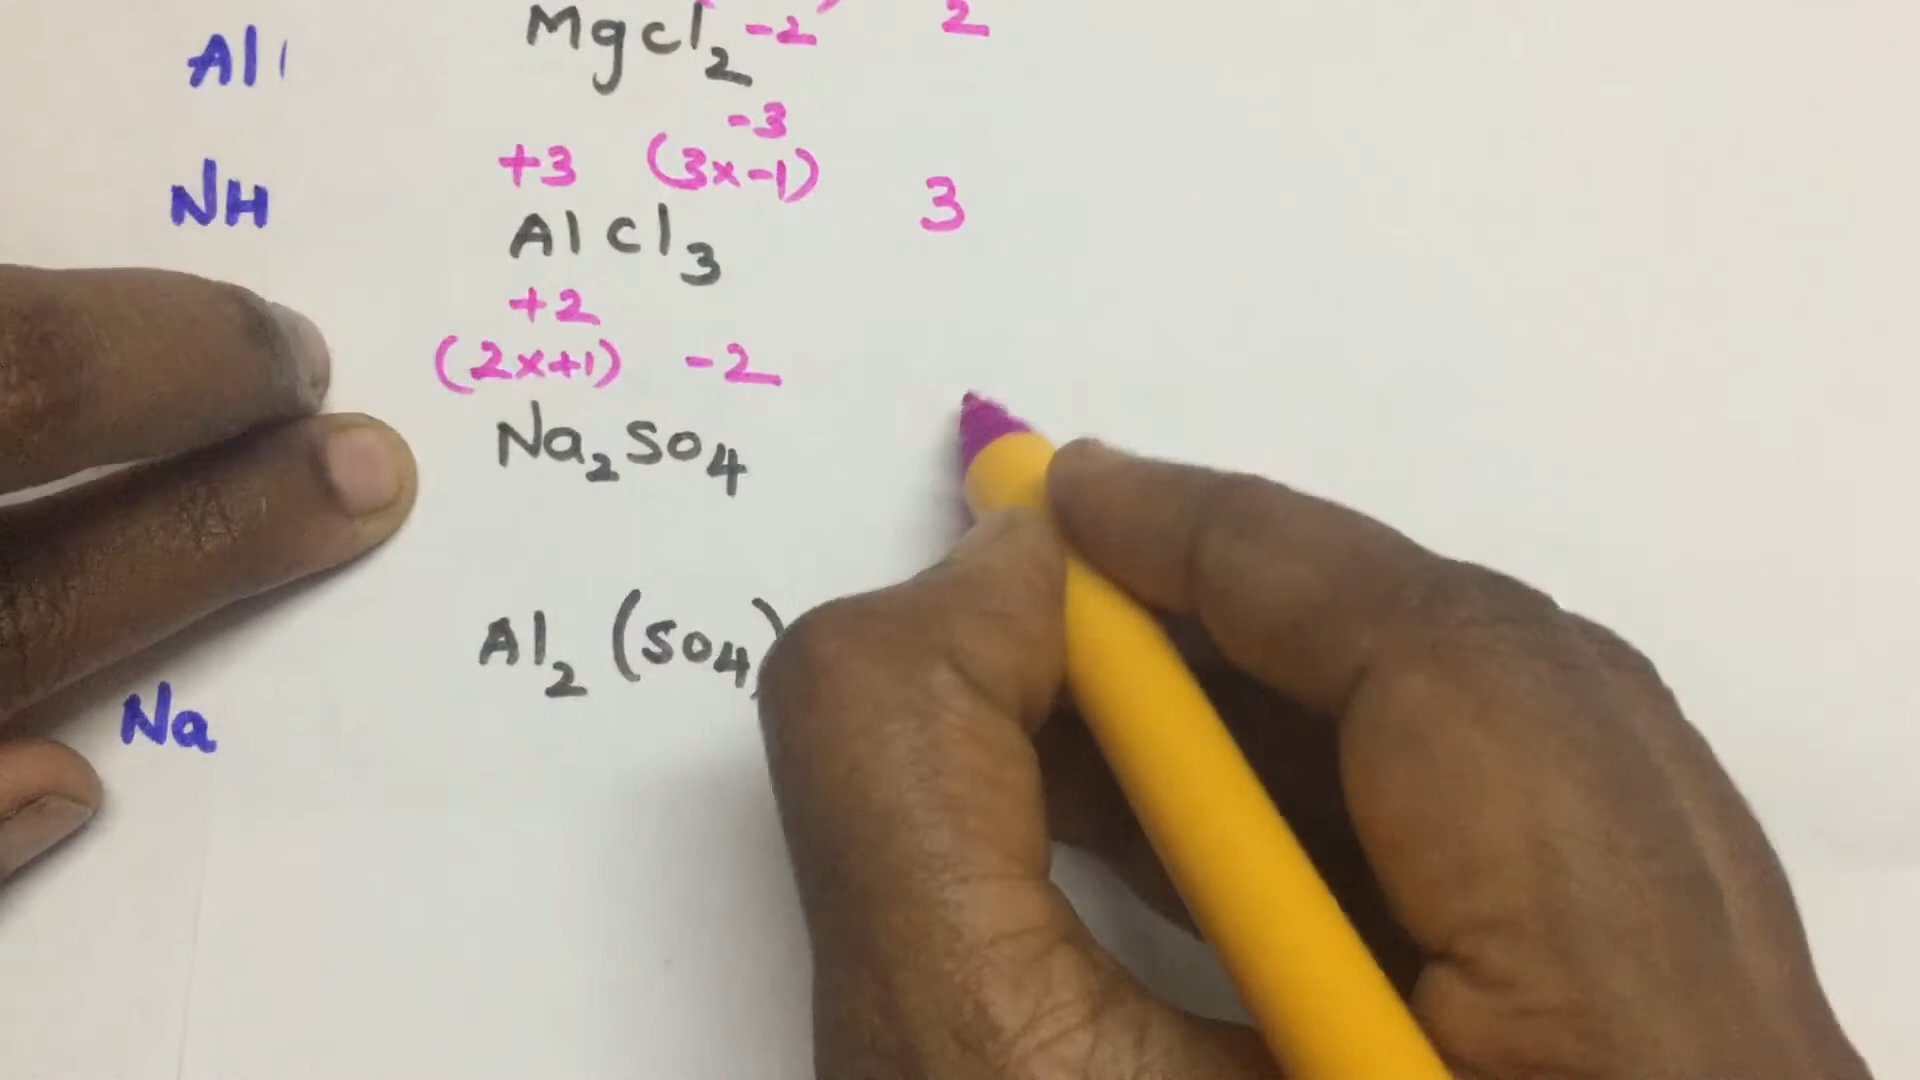 Mgcl2 -2 2
Al
-3
+3 (3x-1)
NH 3
AlCl3
+2
(2x+1) -2
Na2SO4
Al2(SO4)
Na